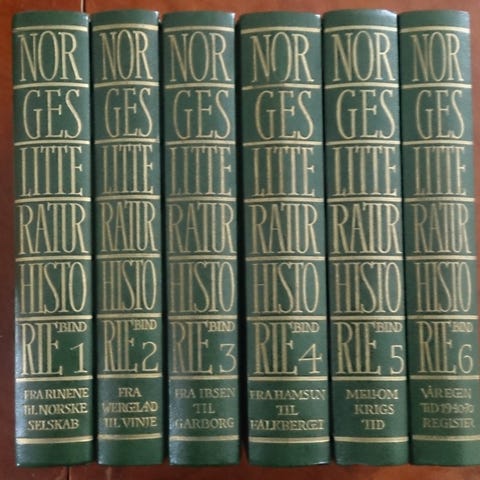 NOR
GES
LITTE
RATUR
HISTO
RIE BIND 1
FRA RUNENE
TIL NORSKE
SELSKAB
NOR
GES
LITTE
RATUR
HISTO
RIE BIND 2
FRA
WERGELAND
TIL VINJE
NOR
GES
LITTE
RATUR
HISTO
RIE BIND 3
FRA IBSEN
TIL
GARBORG
NOR
GES
LITTE
RATUR
HISTO
RIE BIND 4
FRA HAMSUN
TIL
FALKBERGET
NOR
GES
LITTE
RATUR
HISTO
RIE BIND 5
MELLOM
KRIGS
TID
NOR
GES
LITTE
RATUR
HISTO
RIE BIND 6
VÅR EGEN
TID 1940-70
REGISTER